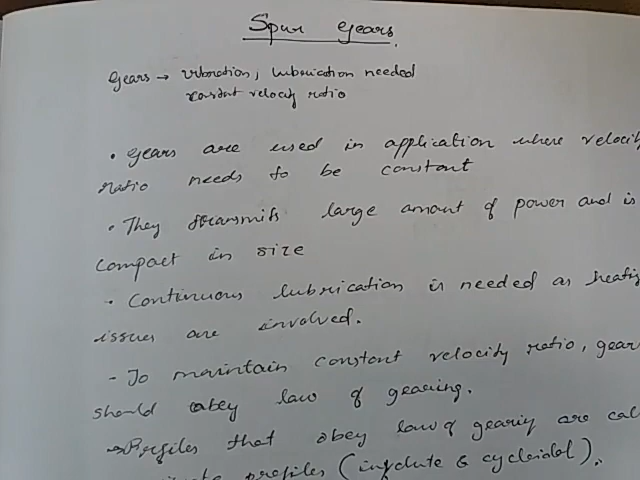 Spur gears.
Gears → vibration, lubrication needed
constant velocity ratio
• Gears are used in application where velocity
ratio needs to be constant
• They transmits large amount of power and is
compact in size
• Continuous lubrication is needed as heating
issues are involved.
- To maintain constant velocity ratio, gear
should obey law of gearing.
→ Profiles that obey law of gearing are cal
profiles (involute & cycloidal).